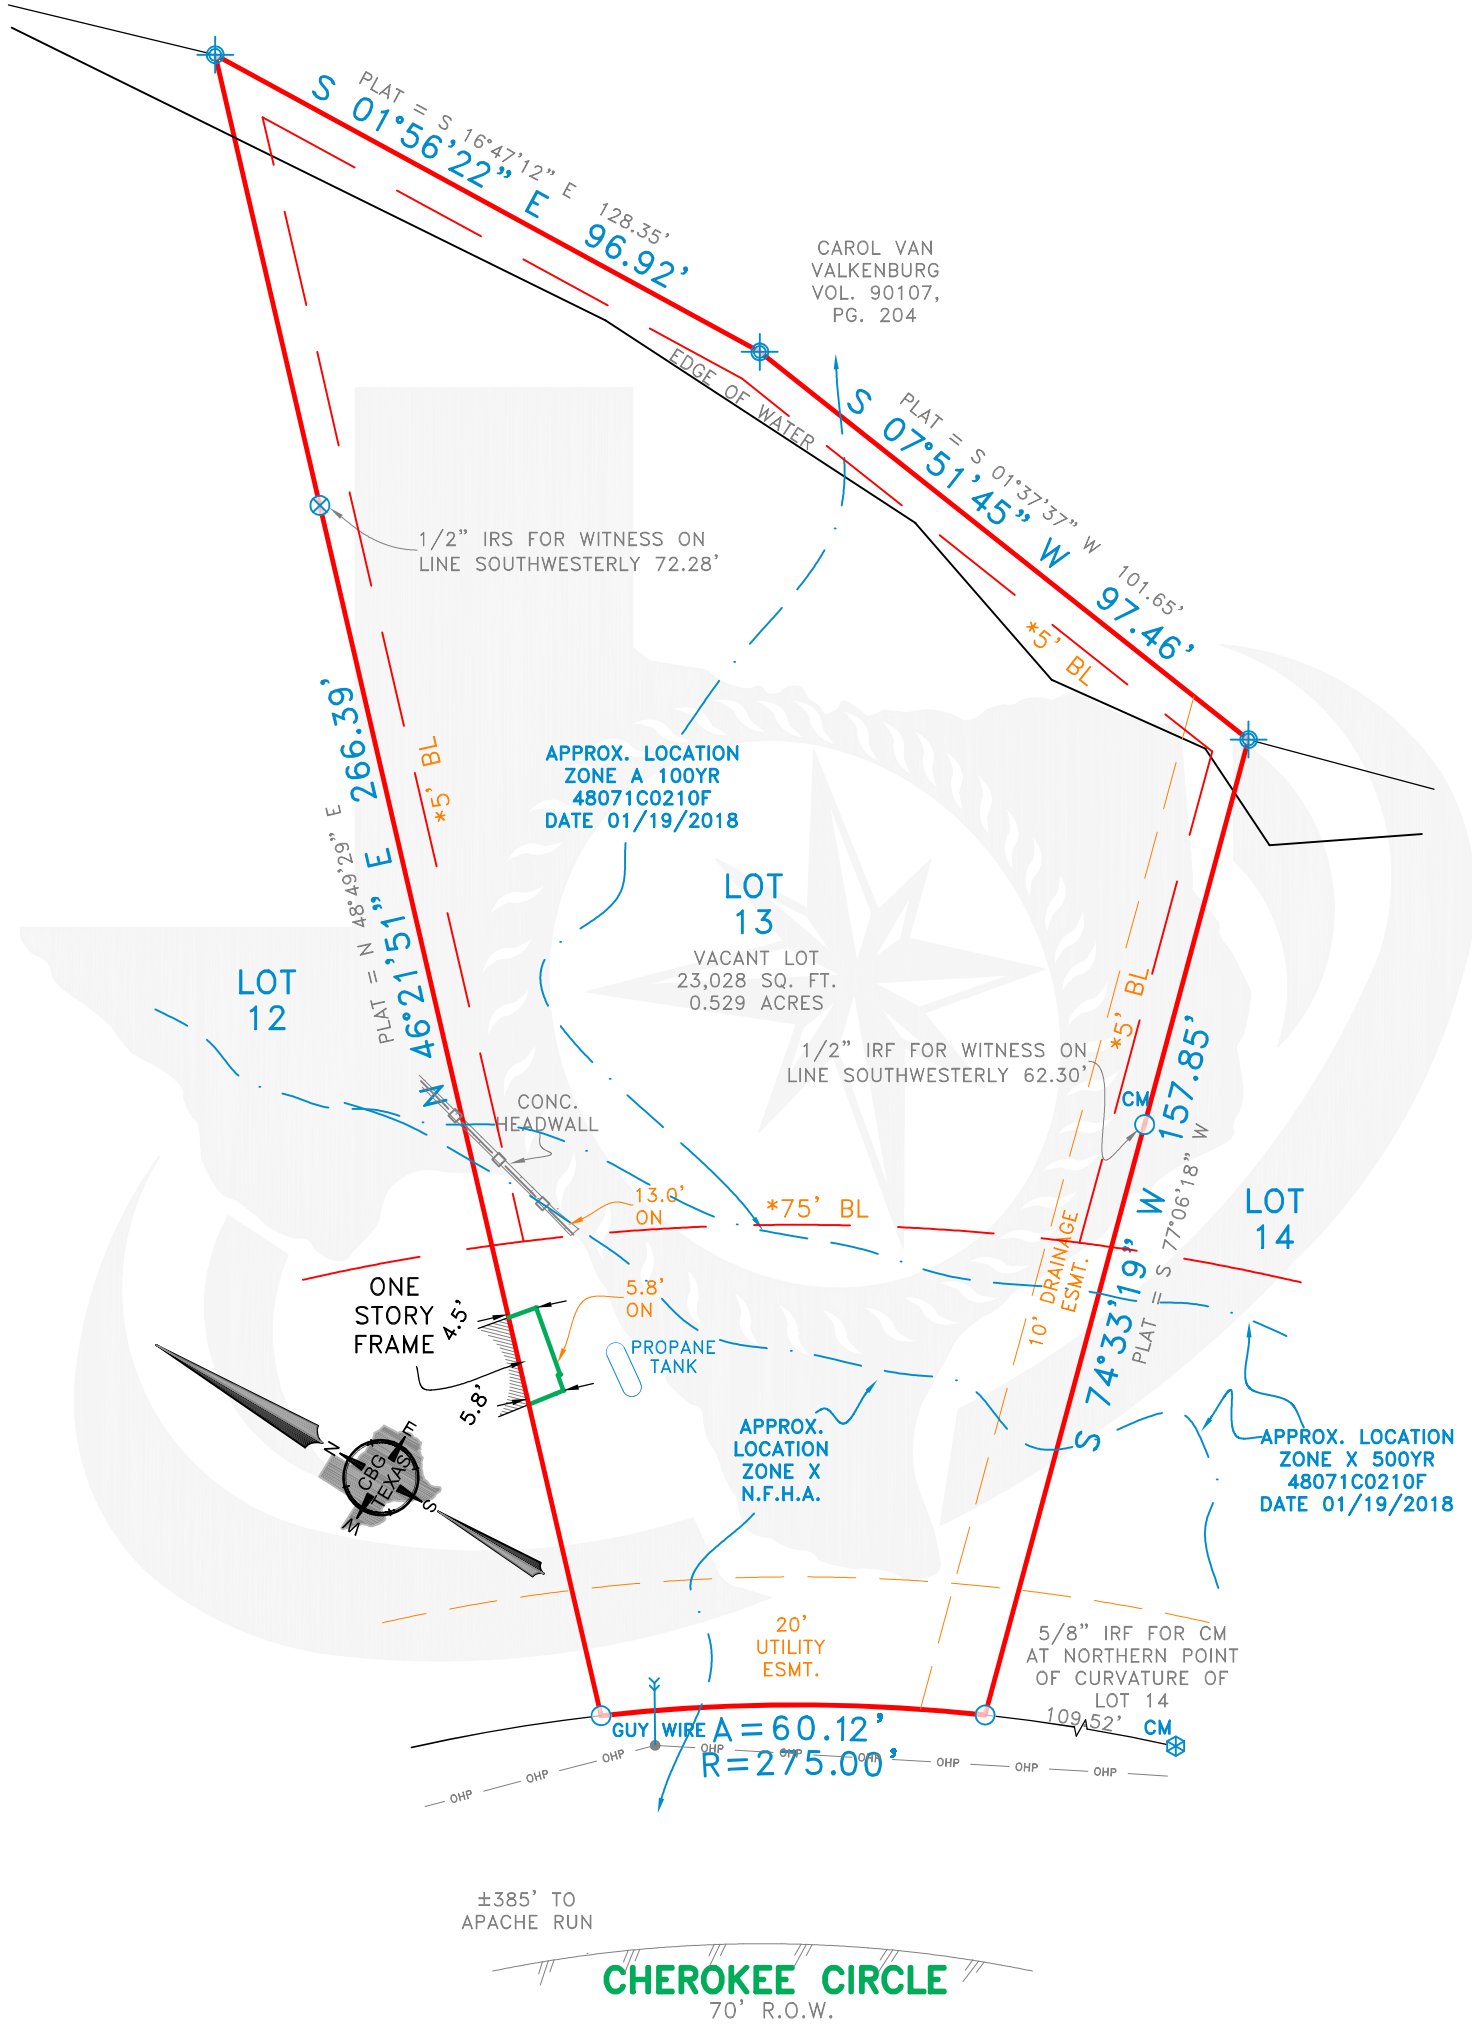 PLAT = S 16°47'12" E 128.35'
S 01°56'22" E 96.92'
CAROL VAN
VALKENBURG
VOL. 90107,
PG. 204
EDGE OF WATER
PLAT = S 01°37'37" W 101.65'
S 07°51'45" W 97.46'
1/2" IRS FOR WITNESS ON
LINE SOUTHWESTERLY 72.28'
*5' BL
*5' BL
APPROX. LOCATION
ZONE A 100YR
48071C0210F
DATE 01/19/2018
PLAT = N 48°49'29" E
N 46°21'51" E 266.39'
LOT
13
VACANT LOT
23,028 SQ. FT.
0.529 ACRES
LOT
12
*5' BL
1/2" IRF FOR WITNESS ON
LINE SOUTHWESTERLY 62.30'
CM
CONC.
HEADWALL
S 74°33'19" W 157.85'
PLAT = S 77°06'18" W
13.0'
ON
*75' BL
LOT
14
10' DRAINAGE
ESMT.
ONE
STORY
FRAME
4.5'
5.8'
5.8'
ON
PROPANE
TANK
APPROX.
LOCATION
ZONE X
N.F.H.A.
APPROX. LOCATION
ZONE X 500YR
48071C0210F
DATE 01/19/2018
N
E
S
W
CBG
TEXAS
20'
UTILITY
ESMT.
5/8" IRF FOR CM
AT NORTHERN POINT
OF CURVATURE OF
LOT 14
109.52'
CM
GUY WIRE
A=60.12'
R=275.00'
OHP
OHP
OHP
OHP
OHP
OHP
OHP
OHP
±385' TO
APACHE RUN
CHEROKEE CIRCLE
70' R.O.W.